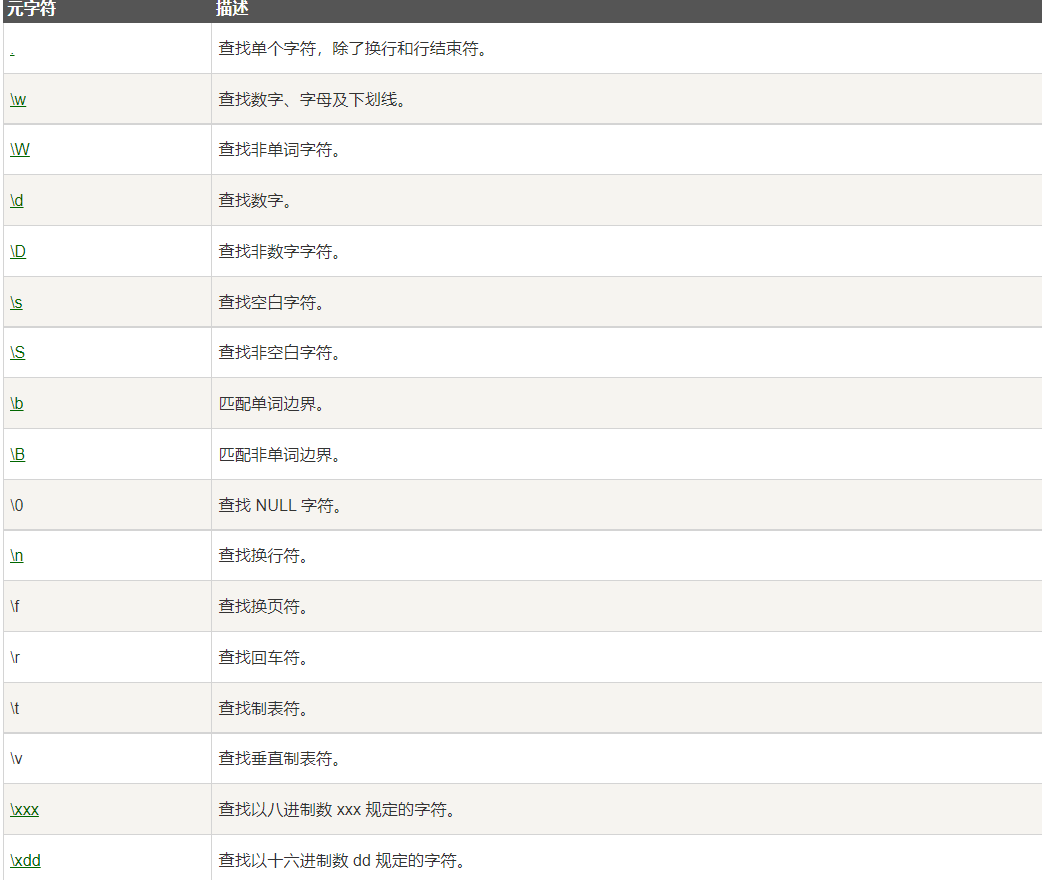 元字符 描述
. 查找单个字符，除了换行和行结束符。
\w 查找数字、字母及下划线。
\W 查找非单词字符。
\d 查找数字。
\D 查找非数字字符。
\s 查找空白字符。
\S 查找非空白字符。
\b 匹配单词边界。
\B 匹配非单词边界。
\0 查找 NULL 字符。
\n 查找换行符。
\f 查找换页符。
\r 查找回车符。
\t 查找制表符。
\v 查找垂直制表符。
\xxx 查找以八进制数 xxx 规定的字符。
\xdd 查找以十六进制数 dd 规定的字符。